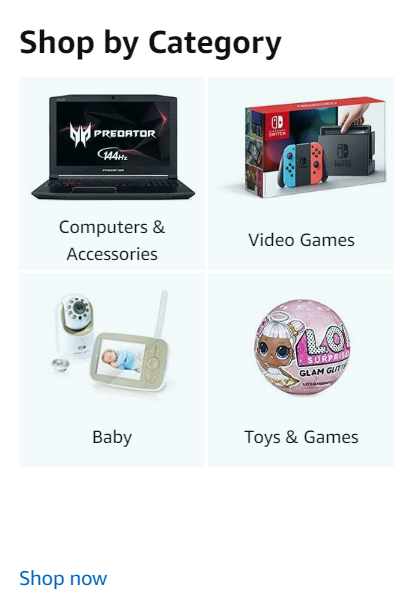 Shop by Category
PREDATOR
144Hz
PREDATOR
NINTENDO
SWITCH
Computers &
Accessories
Video Games
L.O.L
SURPRISE
GLAM GLITTER
Baby
Toys & Games
Shop now